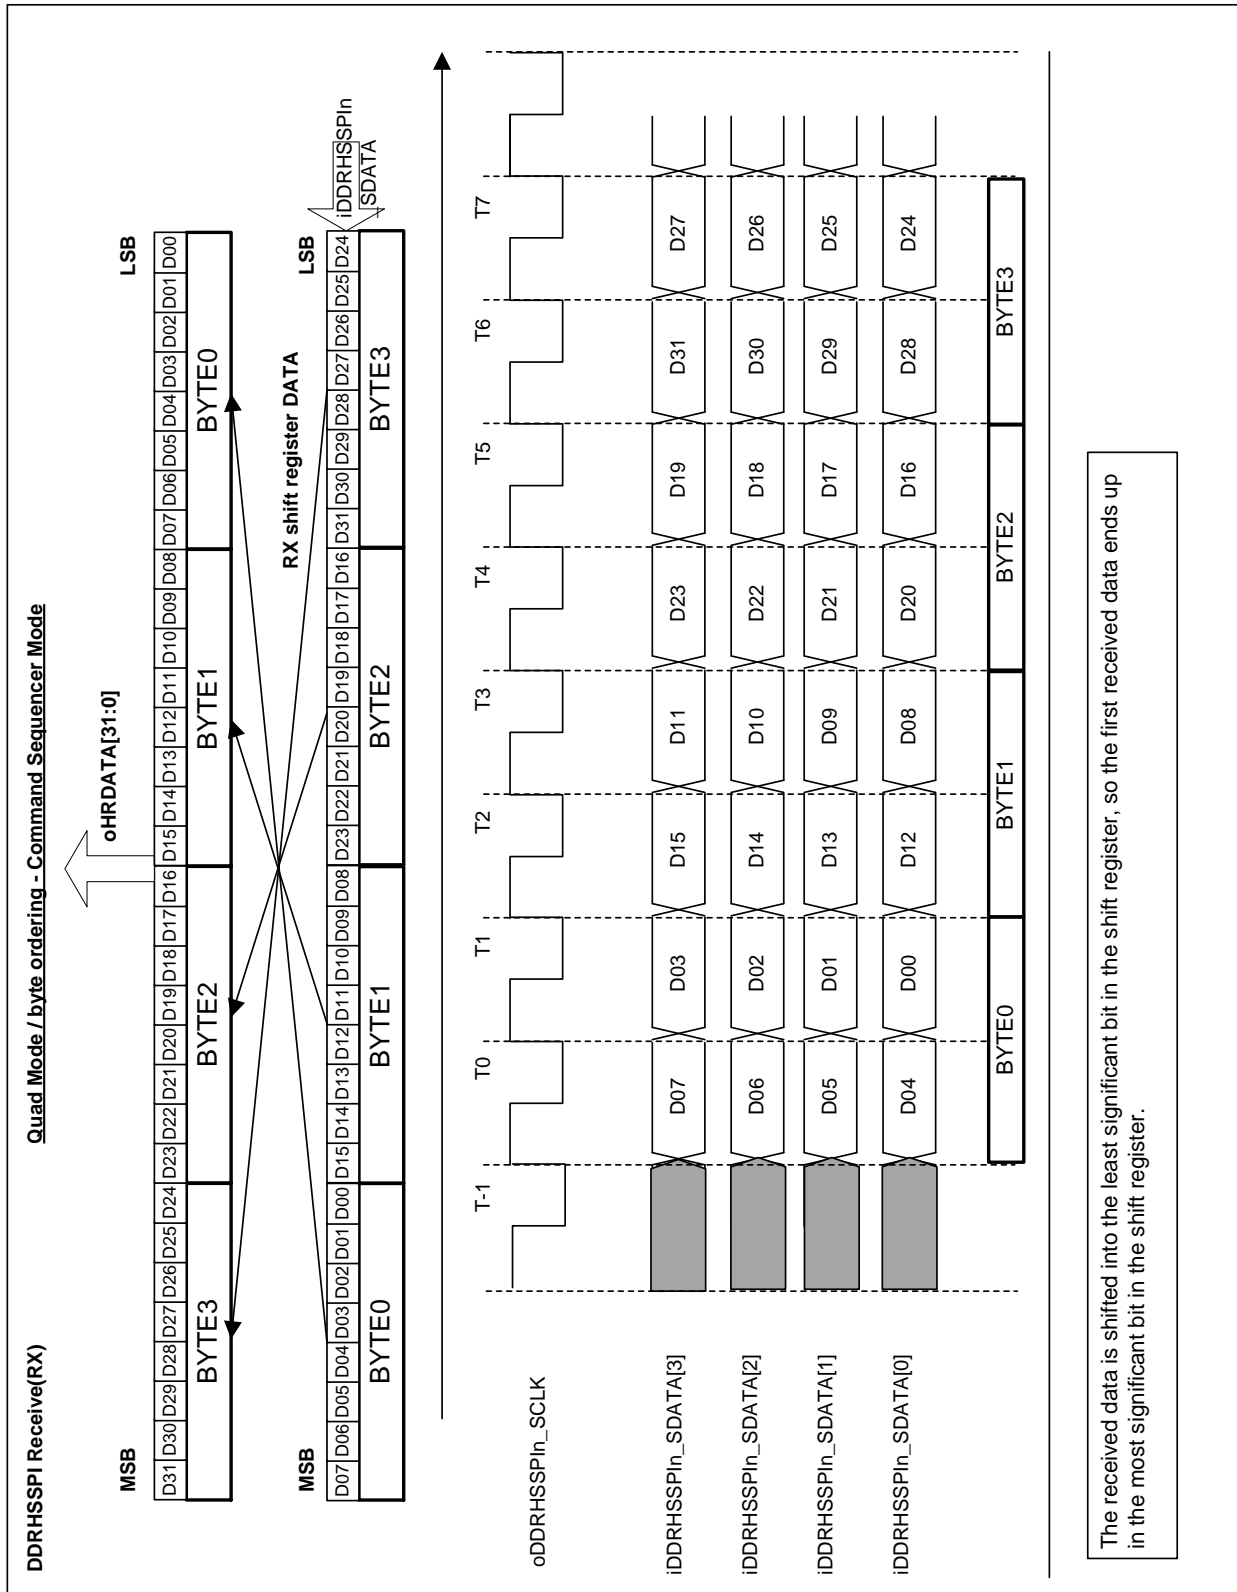 DDRHSSPI Receive(RX)
Quad Mode / byte ordering - Command Sequencer Mode
oHRDATA[31:0]
MSB
LSB
D31 D30 D29 D28 D27 D26 D25 D24 D23 D22 D21 D20 D19 D18 D17 D16 D15 D14 D13 D12 D11 D10 D09 D08 D07 D06 D05 D04 D03 D02 D01 D00
BYTE3 BYTE2 BYTE1 BYTE0
RX shift register DATA
MSB
LSB
iDDRHSSPIn
SDATA
D07 D06 D05 D04 D03 D02 D01 D00 D15 D14 D13 D12 D11 D10 D09 D08 D23 D22 D21 D20 D19 D18 D17 D16 D31 D30 D29 D28 D27 D26 D25 D24
BYTE0 BYTE1 BYTE2 BYTE3
T-1 T0 T1 T2 T3 T4 T5 T6 T7
oDDRHSSPIn_SCLK
iDDRHSSPIn_SDATA[3] D07 D03 D15 D11 D23 D19 D31 D27
iDDRHSSPIn_SDATA[2] D06 D02 D14 D10 D22 D18 D30 D26
iDDRHSSPIn_SDATA[1] D05 D01 D13 D09 D21 D17 D29 D25
iDDRHSSPIn_SDATA[0] D04 D00 D12 D08 D20 D16 D28 D24
BYTE0 BYTE1 BYTE2 BYTE3
The received data is shifted into the least significant bit in the shift register, so the first received data ends up
in the most significant bit in the shift register.